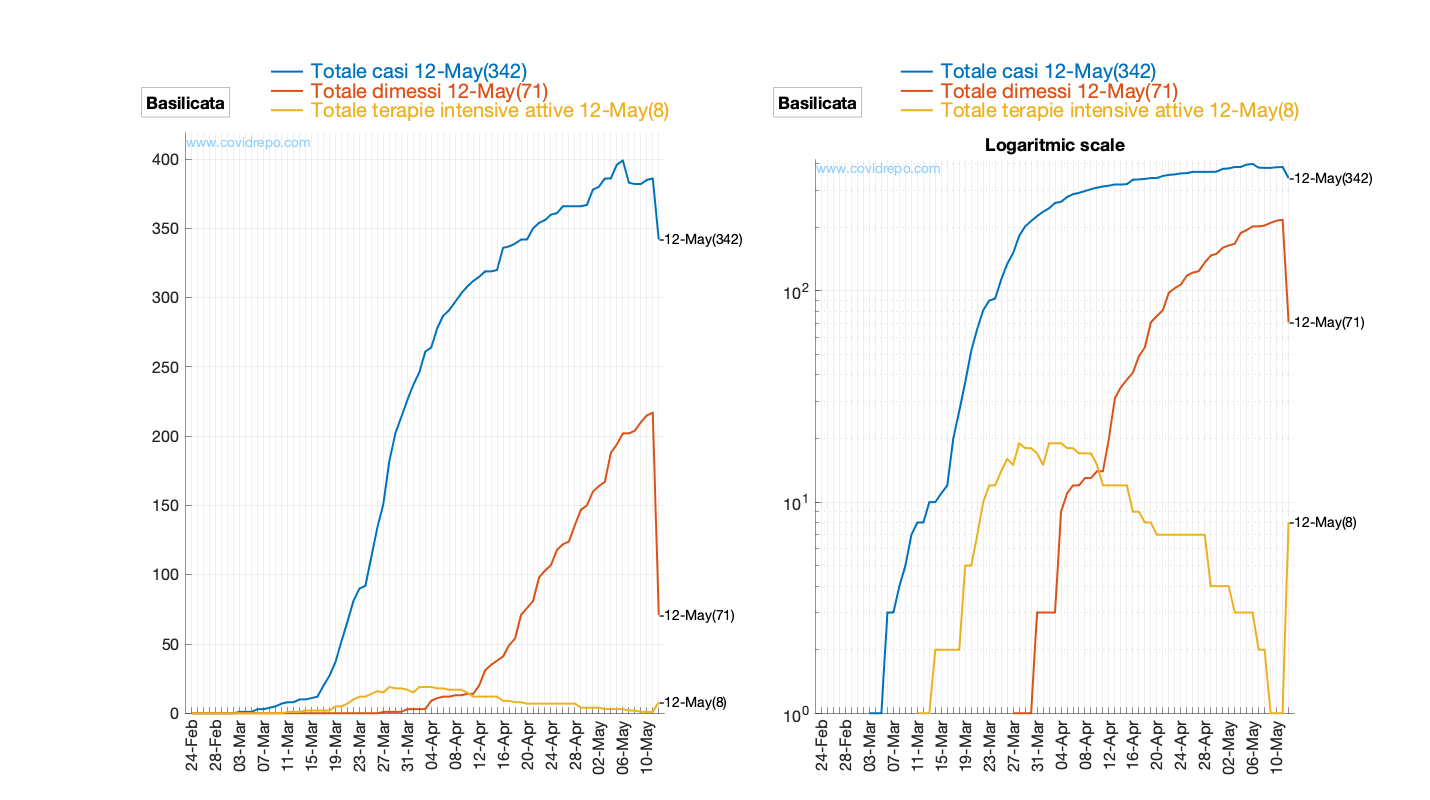 Totale casi 12-May(342)
Totale dimessi 12-May(71)
Totale terapie intensive attive 12-May(8)
Basilicata
www.covidrepo.com
400
350
300
250
200
150
100
50
0
12-May(342)
12-May(71)
12-May(8)
24-Feb
28-Feb
03-Mar
07-Mar
11-Mar
15-Mar
19-Mar
23-Mar
27-Mar
31-Mar
04-Apr
08-Apr
12-Apr
16-Apr
20-Apr
24-Apr
28-Apr
02-May
06-May
10-May
Totale casi 12-May(342)
Totale dimessi 12-May(71)
Totale terapie intensive attive 12-May(8)
Basilicata
Logaritmic scale
www.covidrepo.com
10²
10¹
10⁰
12-May(342)
12-May(71)
12-May(8)
24-Feb
28-Feb
03-Mar
07-Mar
11-Mar
15-Mar
19-Mar
23-Mar
27-Mar
31-Mar
04-Apr
08-Apr
12-Apr
16-Apr
20-Apr
24-Apr
28-Apr
02-May
06-May
10-May